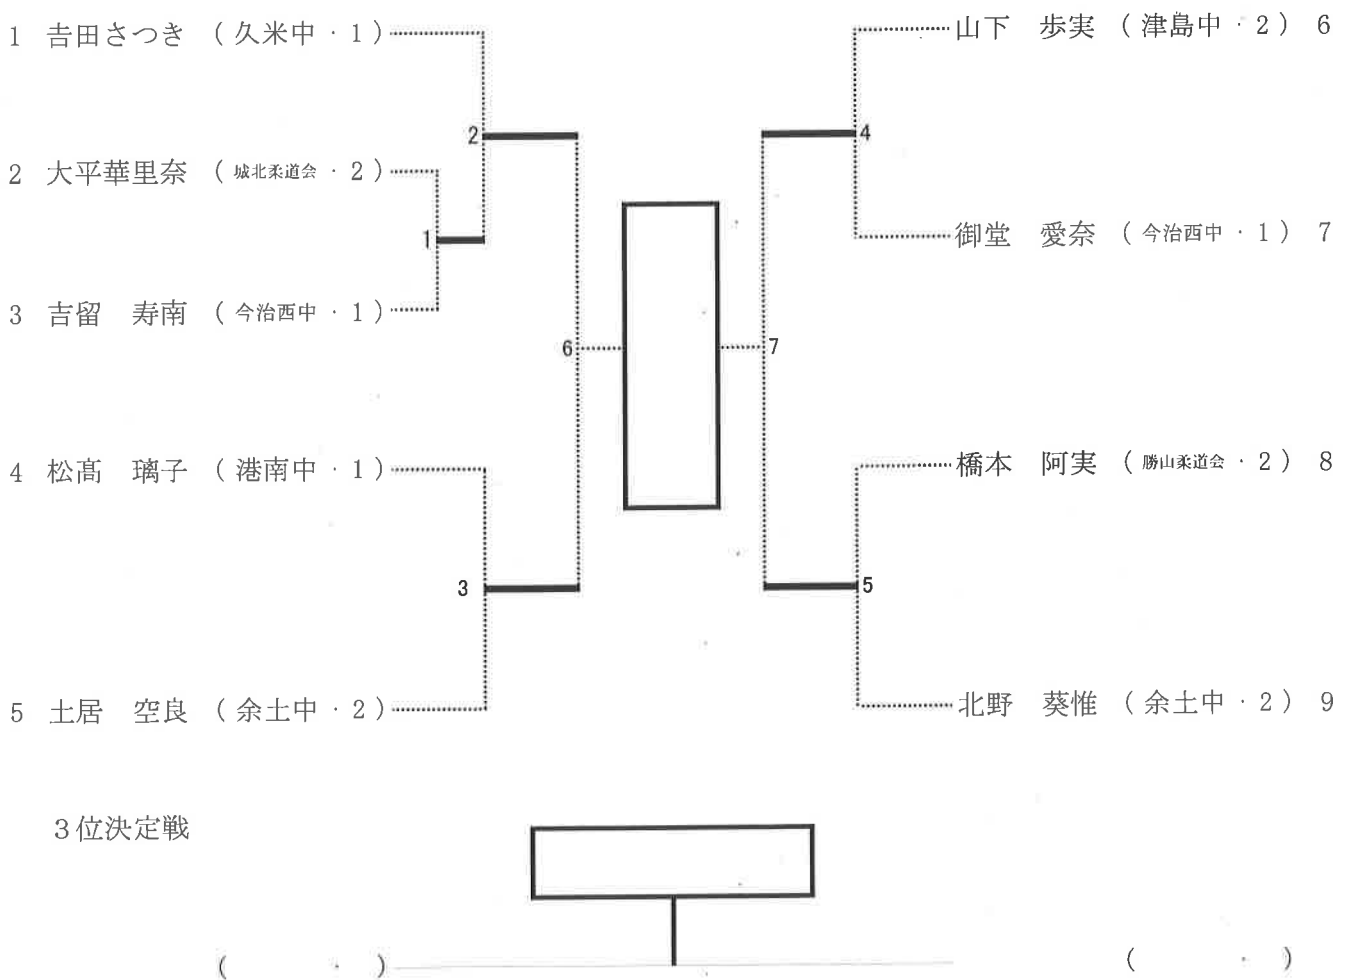 1 𠮷田さつき （ 久米中 ・ 1 ）
2 大平華里奈 （ 城北柔道会 ・ 2 ）
3 吉留　寿南 （ 今治西中 ・ 1 ）
4 松髙　璃子 （ 港南中 ・ 1 ）
5 土居　空良 （ 余土中 ・ 2 ）
2
1
6
3
山下　歩実 （ 津島中 ・ 2 ） 6
御堂　愛奈 （ 今治西中 ・ 1 ） 7
橋本　阿実 （ 勝山柔道会 ・ 2 ） 8
北野　葵惟 （ 余土中 ・ 2 ） 9
4
7
5
３位決定戦
（　　・　）
（　　・　）